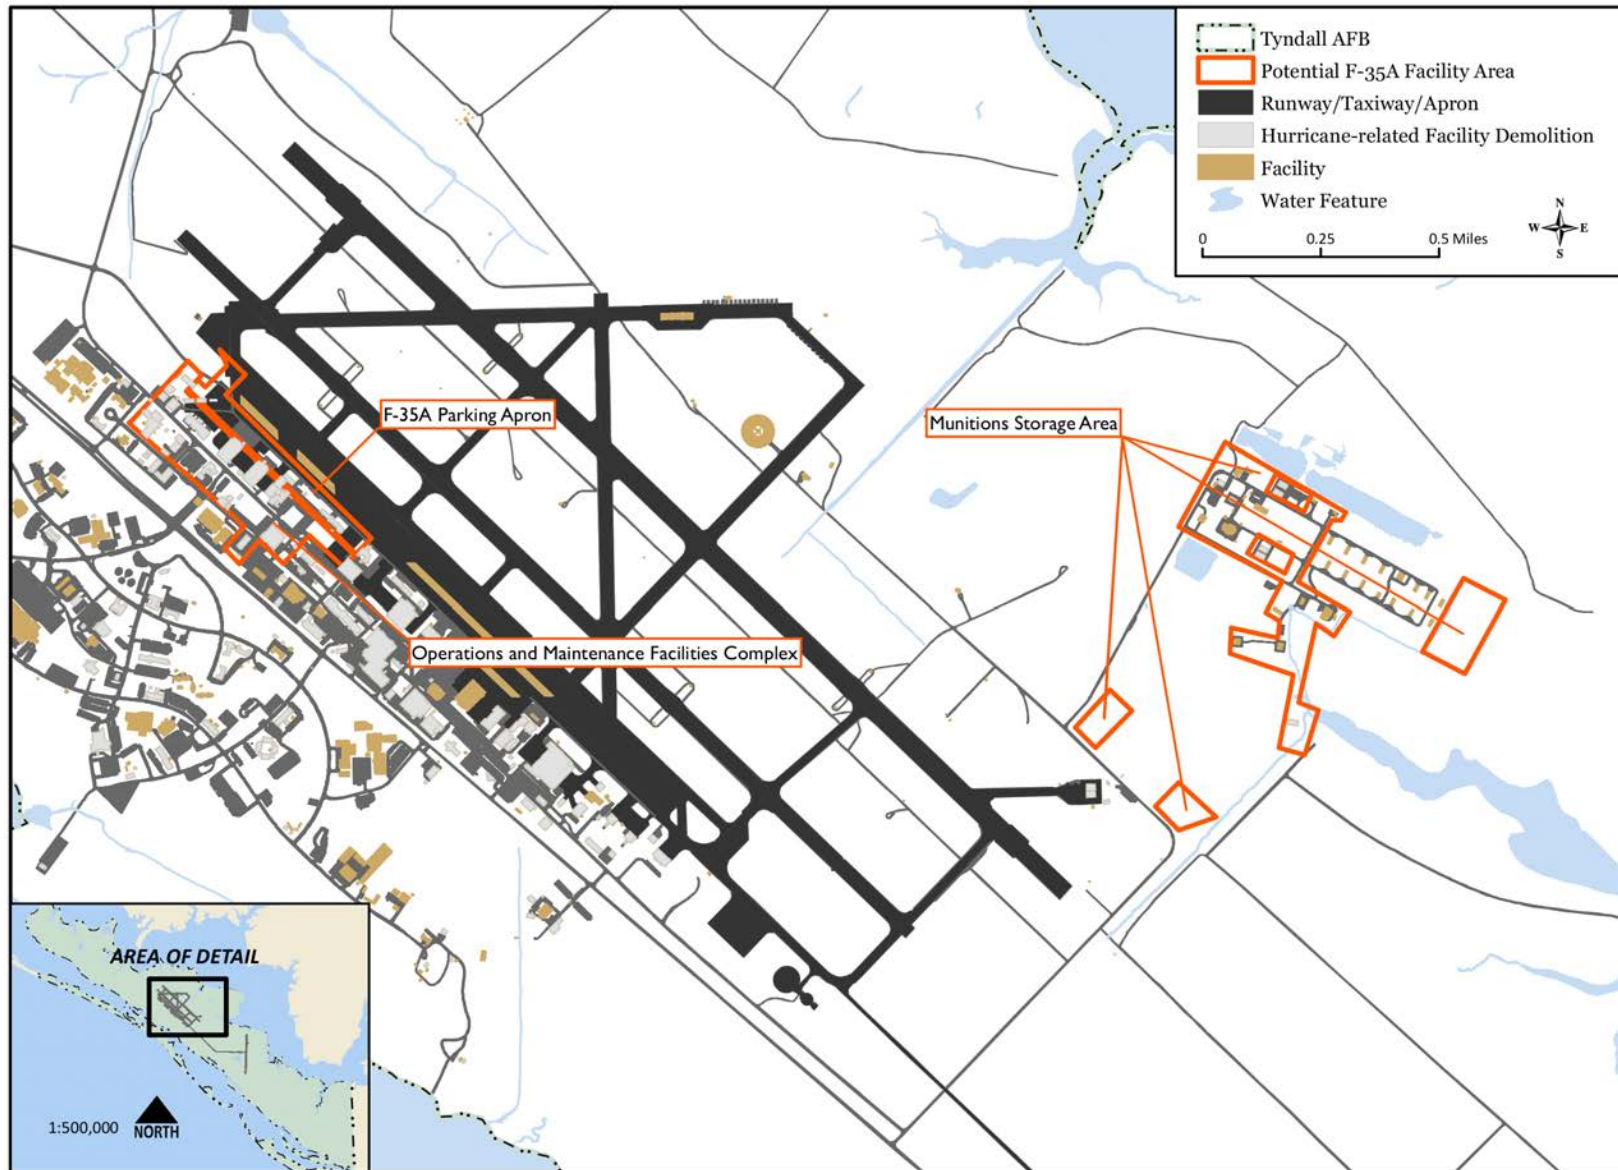 Tyndall AFB
Potential F-35A Facility Area
Runway/Taxiway/Apron
Hurricane-related Facility Demolition
Facility
Water Feature
N
W
E
S
0
0.25
0.5 Miles
F-35A Parking Apron
Munitions Storage Area
Operations and Maintenance Facilities Complex
AREA OF DETAIL
1:500,000
NORTH